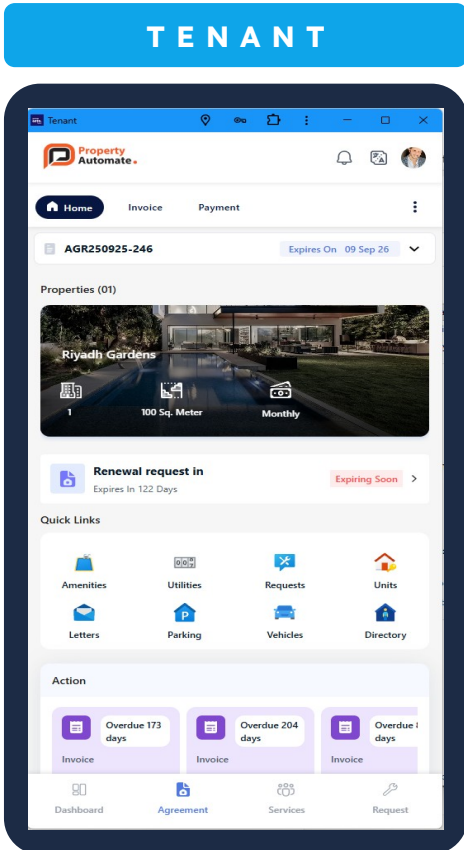 TENANT
Tenant
Property
Automate.
Home Invoice Payment
AGR250925-246 Expires On 09 Sep 26
Properties (01)
Riyadh Gardens
1 100 Sq. Meter Monthly
Renewal request in
Expires In 122 Days
Expiring Soon
Quick Links
Amenities Utilities Requests Units
Letters Parking Vehicles Directory
Action
Overdue 173
days
Invoice
Overdue 204
days
Invoice
Overdue
days
Invoice
Dashboard Agreement Services Request